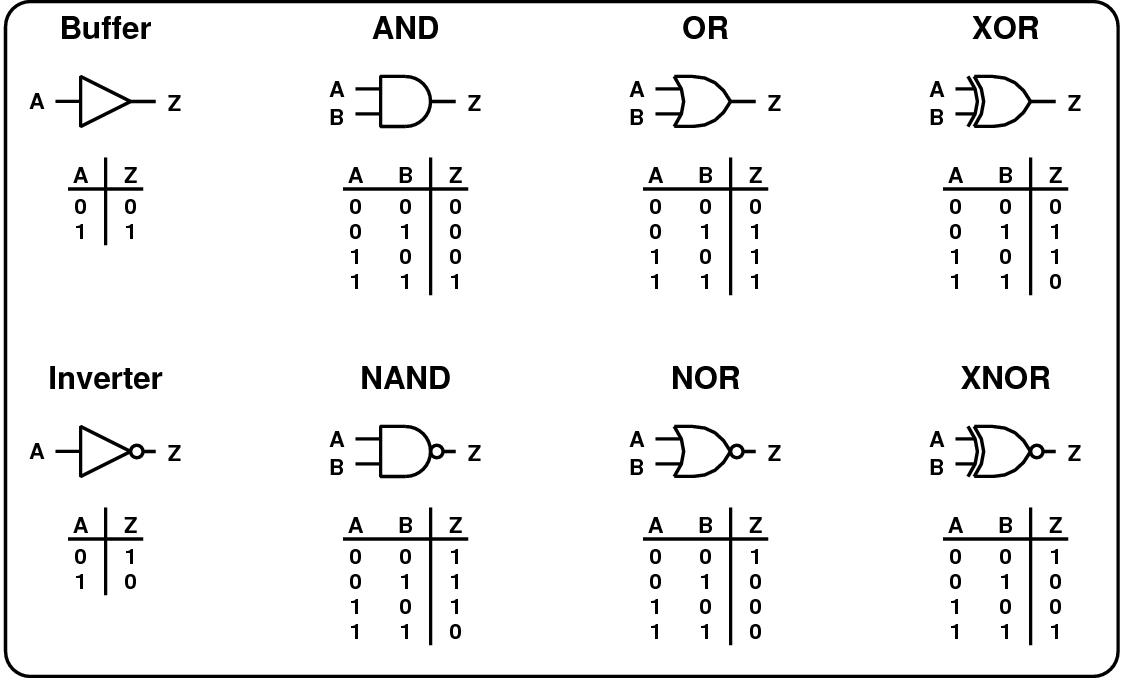 Buffer AND OR XOR
A Z A B Z A B Z A B Z
A Z A B Z A B Z A B Z
0 0 0 0 0 0 0 0 0 0 0
1 1 0 1 0 0 1 1 0 1 1
1 0 0 1 0 1 1 0 1
1 1 1 1 1 1 1 1 0
Inverter NAND NOR XNOR
A Z A B Z A B Z A B Z
A Z A B Z A B Z A B Z
0 1 0 0 1 0 0 1 0 0 1
1 0 0 1 1 0 1 0 0 1 0
1 0 1 1 0 0 1 0 0
1 1 0 1 1 0 1 1 1